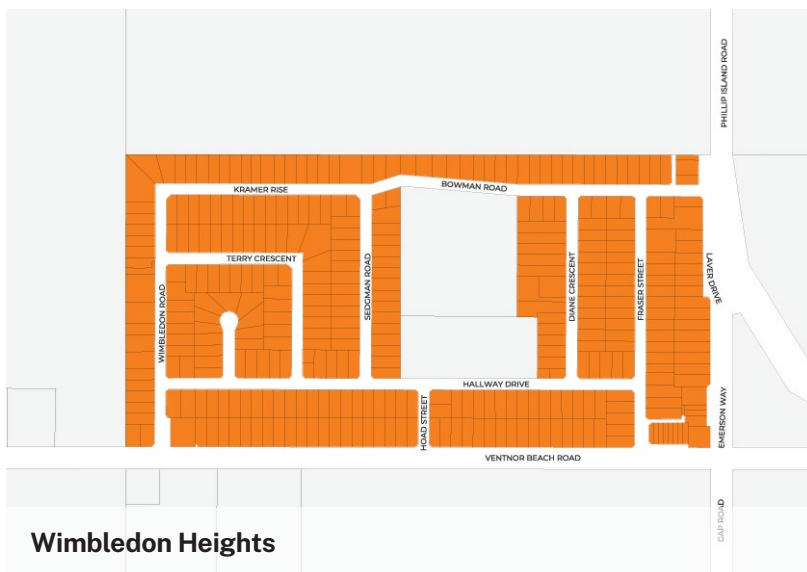 PHILLIP ISLAND ROAD
KRAMER RISE
BOWMAN ROAD
TERRY CRESCENT
SEDGMAN ROAD
DIANE CRESCENT
FRASER STREET
LAVER DRIVE
WIMBLEDON ROAD
HALLWAY DRIVE
HOAD STREET
EMERSON WAY
VENTNOR BEACH ROAD
GAP ROAD
Wimbledon Heights